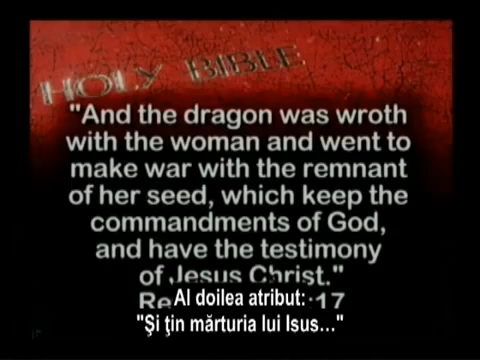 HOLY BIBLE
"And the dragon was wroth
with the woman and went to
make war with the remnant
of her seed, which keep the
commandments of God,
and have the testimony
of Jesus Christ."
:17
Al doilea atribut:
"Şi ţin mărturia lui Isus…"